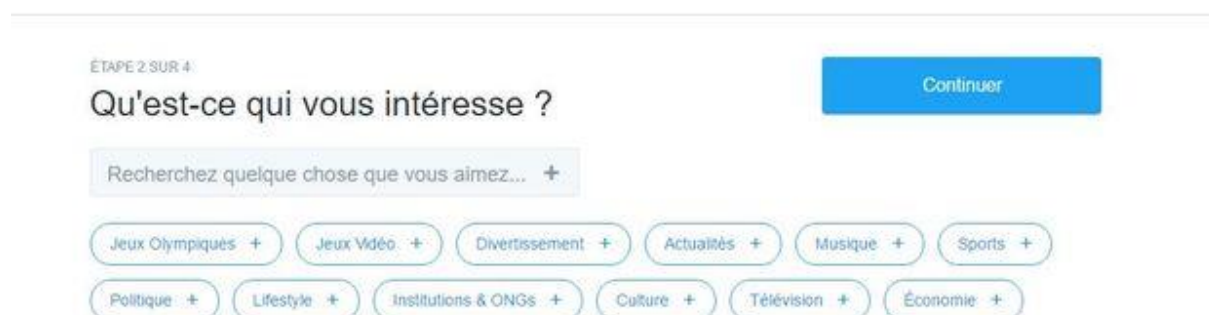 ÉTAPE 2 SUR 4
Qu'est-ce qui vous intéresse ?
Continuer
Recherchez quelque chose que vous aimez... +
Jeux Olympiques + Jeux Vidéo + Divertissement + Actualités + Musique + Sports +
Politique + Lifestyle + Institutions & ONGs + Culture + Télévision + Économie +